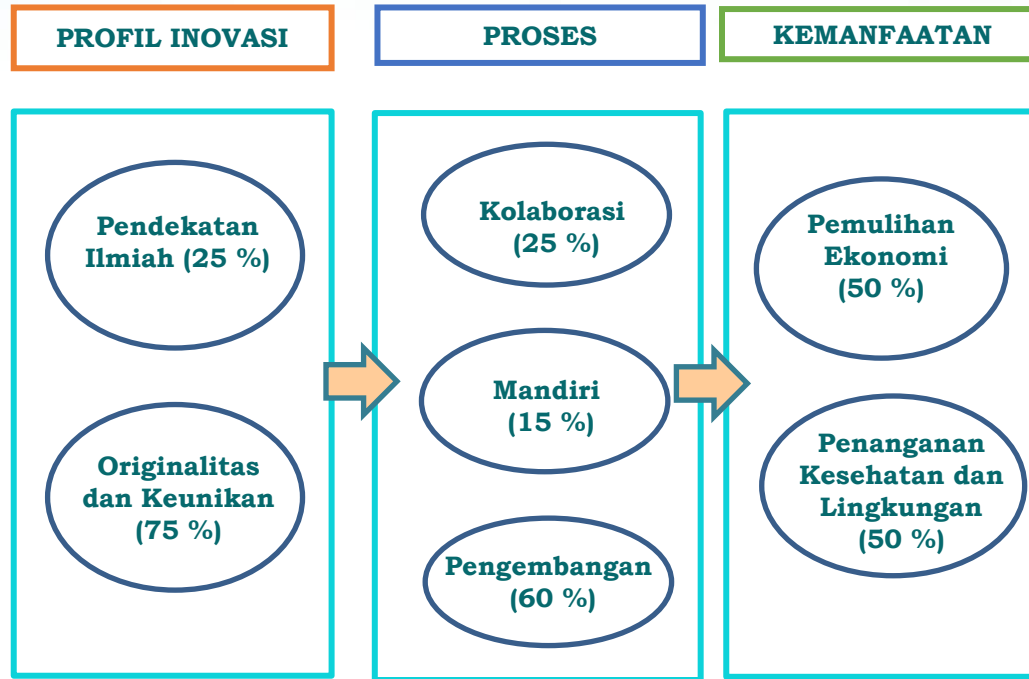 PROFIL INOVASI
PROSES
KEMANFAATAN
Pendekatan
Ilmiah (25 %)
Originalitas
dan Keunikan
(75 %)
Kolaborasi
(25 %)
Mandiri
(15 %)
Pengembangan
(60 %)
Pemulihan
Ekonomi
(50 %)
Penanganan
Kesehatan dan
Lingkungan
(50 %)